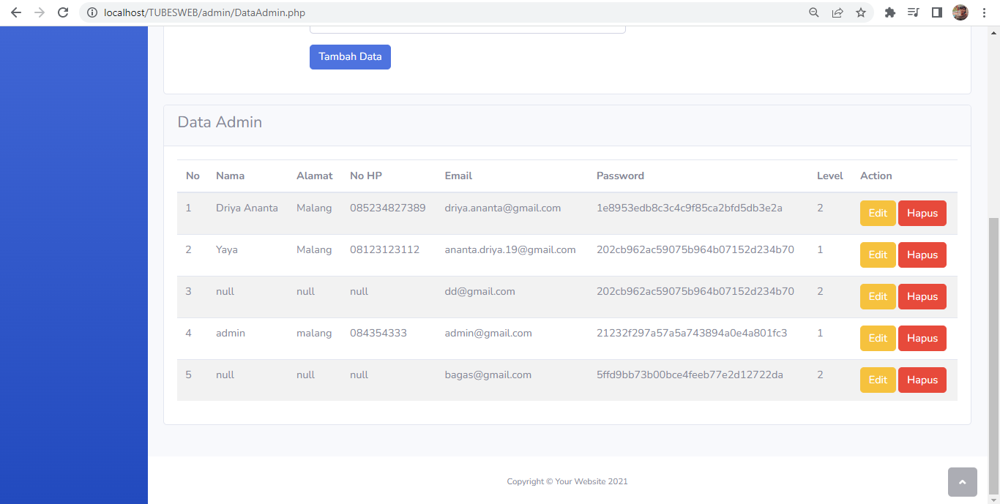 localhost/TUBESWEB/admin/DataAdmin.php
Tambah Data
Data Admin
No Nama Alamat No HP Email Password Level Action
1 Driya Ananta Malang 085234827389 driya.ananta@gmail.com 1e8953edb8c3c4c9f85ca2bfd5db3e2a 2 Edit Hapus
2 Yaya Malang 08123123112 ananta.driya.19@gmail.com 202cb962ac59075b964b07152d234b70 1 Edit Hapus
3 null null null dd@gmail.com 202cb962ac59075b964b07152d234b70 2 Edit Hapus
4 admin malang 084354333 admin@gmail.com 21232f297a57a5a743894a0e4a801fc3 1 Edit Hapus
5 null null null bagas@gmail.com 5ffd9bb73b00bce4feeb77e2d12722da 2 Edit Hapus
Copyright © Your Website 2021